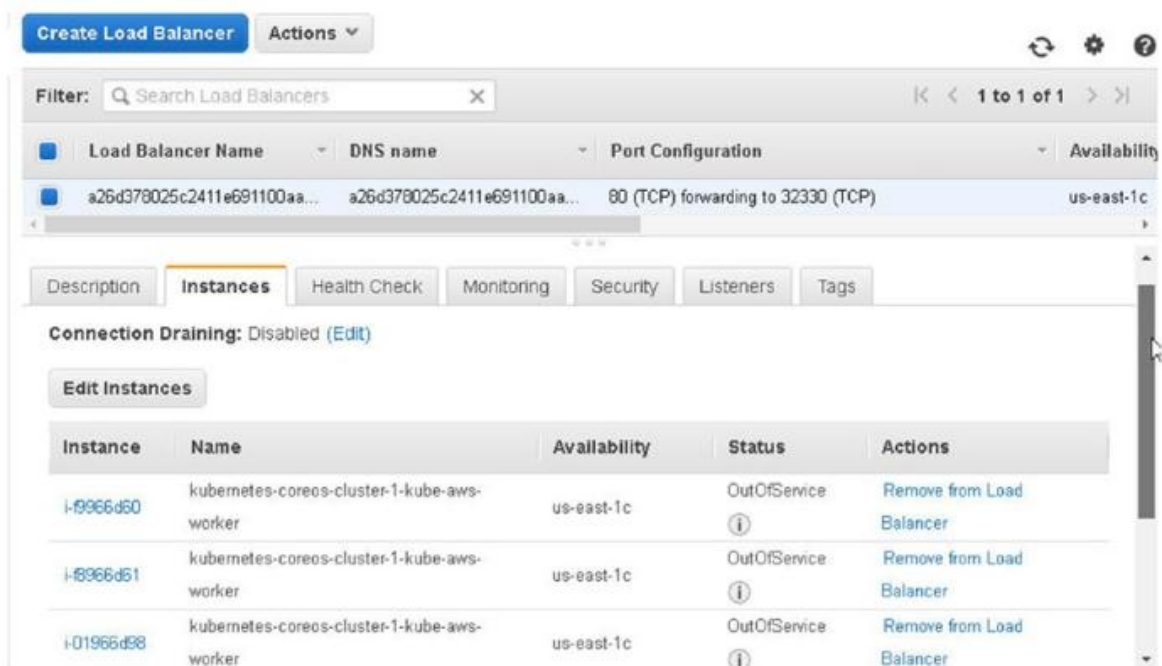 Create Load Balancer Actions
Filter: Search Load Balancers 1 to 1 of 1
Load Balancer Name DNS name Port Configuration Availability
a26d378025c2411e691100aa... a26d378025c2411e691100aa... 80 (TCP) forwarding to 32330 (TCP) us-east-1c
Description Instances Health Check Monitoring Security Listeners Tags
Connection Draining: Disabled (Edit)
Edit Instances
Instance Name Availability Status Actions
i-f9966d60 kubernetes-coreos-cluster-1-kube-aws-worker us-east-1c OutOfService Remove from Load Balancer
i-f8966d61 kubernetes-coreos-cluster-1-kube-aws-worker us-east-1c OutOfService Remove from Load Balancer
i-01966d98 kubernetes-coreos-cluster-1-kube-aws-worker us-east-1c OutOfService Remove from Load Balancer